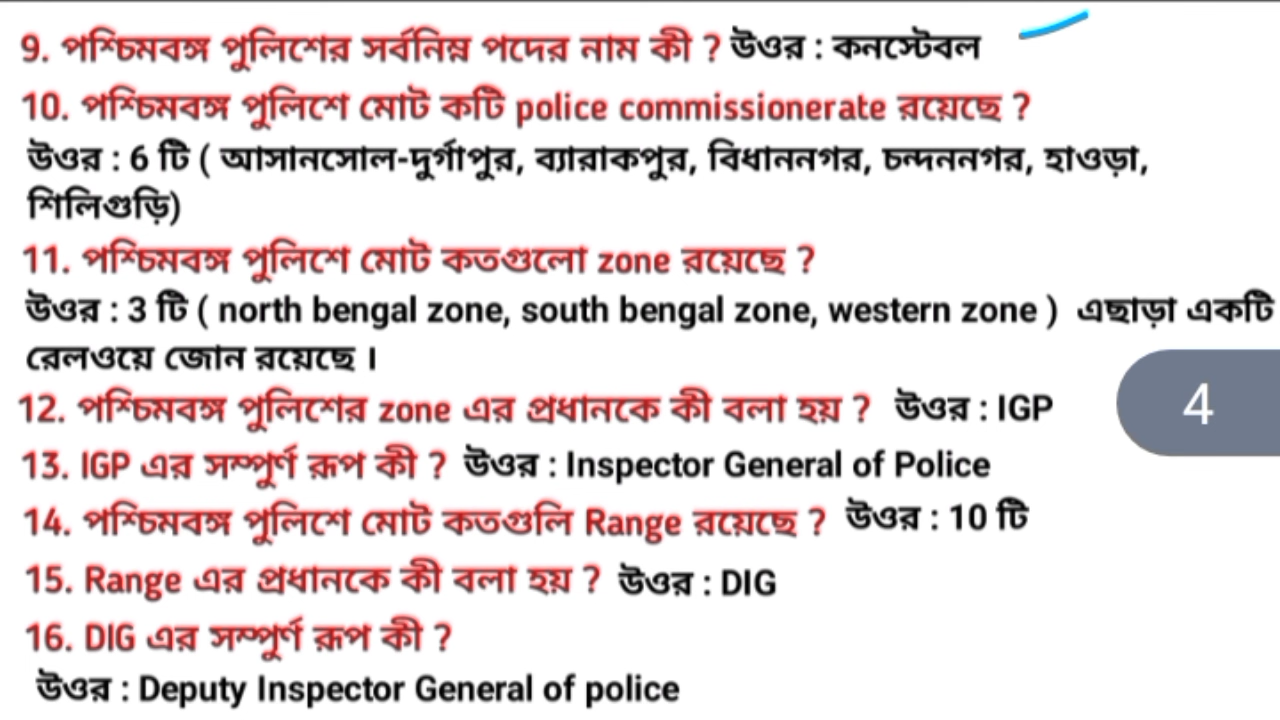 9. পশ্চিমবঙ্গ পুলিশের সর্বনিম্ন পদের নাম কী ? উওর : কনস্টেবল
10. পশ্চিমবঙ্গ পুলিশে মোট কটি police commissionerate রয়েছে ?
উওর : 6 টি ( আসানসোল-দুর্গাপুর, ব্যারাকপুর, বিধাননগর, চন্দননগর, হাওড়া,
শিলিগুড়ি)
11. পশ্চিমবঙ্গ পুলিশে মোট কতগুলো zone রয়েছে ?
উওর : 3 টি ( north bengal zone, south bengal zone, western zone ) এছাড়া একটি
রেলওয়ে জোন রয়েছে ।
12. পশ্চিমবঙ্গ পুলিশের zone এর প্রধানকে কী বলা হয় ? উওর : IGP
4
13. IGP এর সম্পুর্ণ রূপ কী ? উওর : Inspector General of Police
14. পশ্চিমবঙ্গ পুলিশে মোট কতগুলি Range রয়েছে ? উওর : 10 টি
15. Range এর প্রধানকে কী বলা হয় ? উওর : DIG
16. DIG এর সম্পুর্ণ রূপ কী ?
উওর : Deputy Inspector General of police